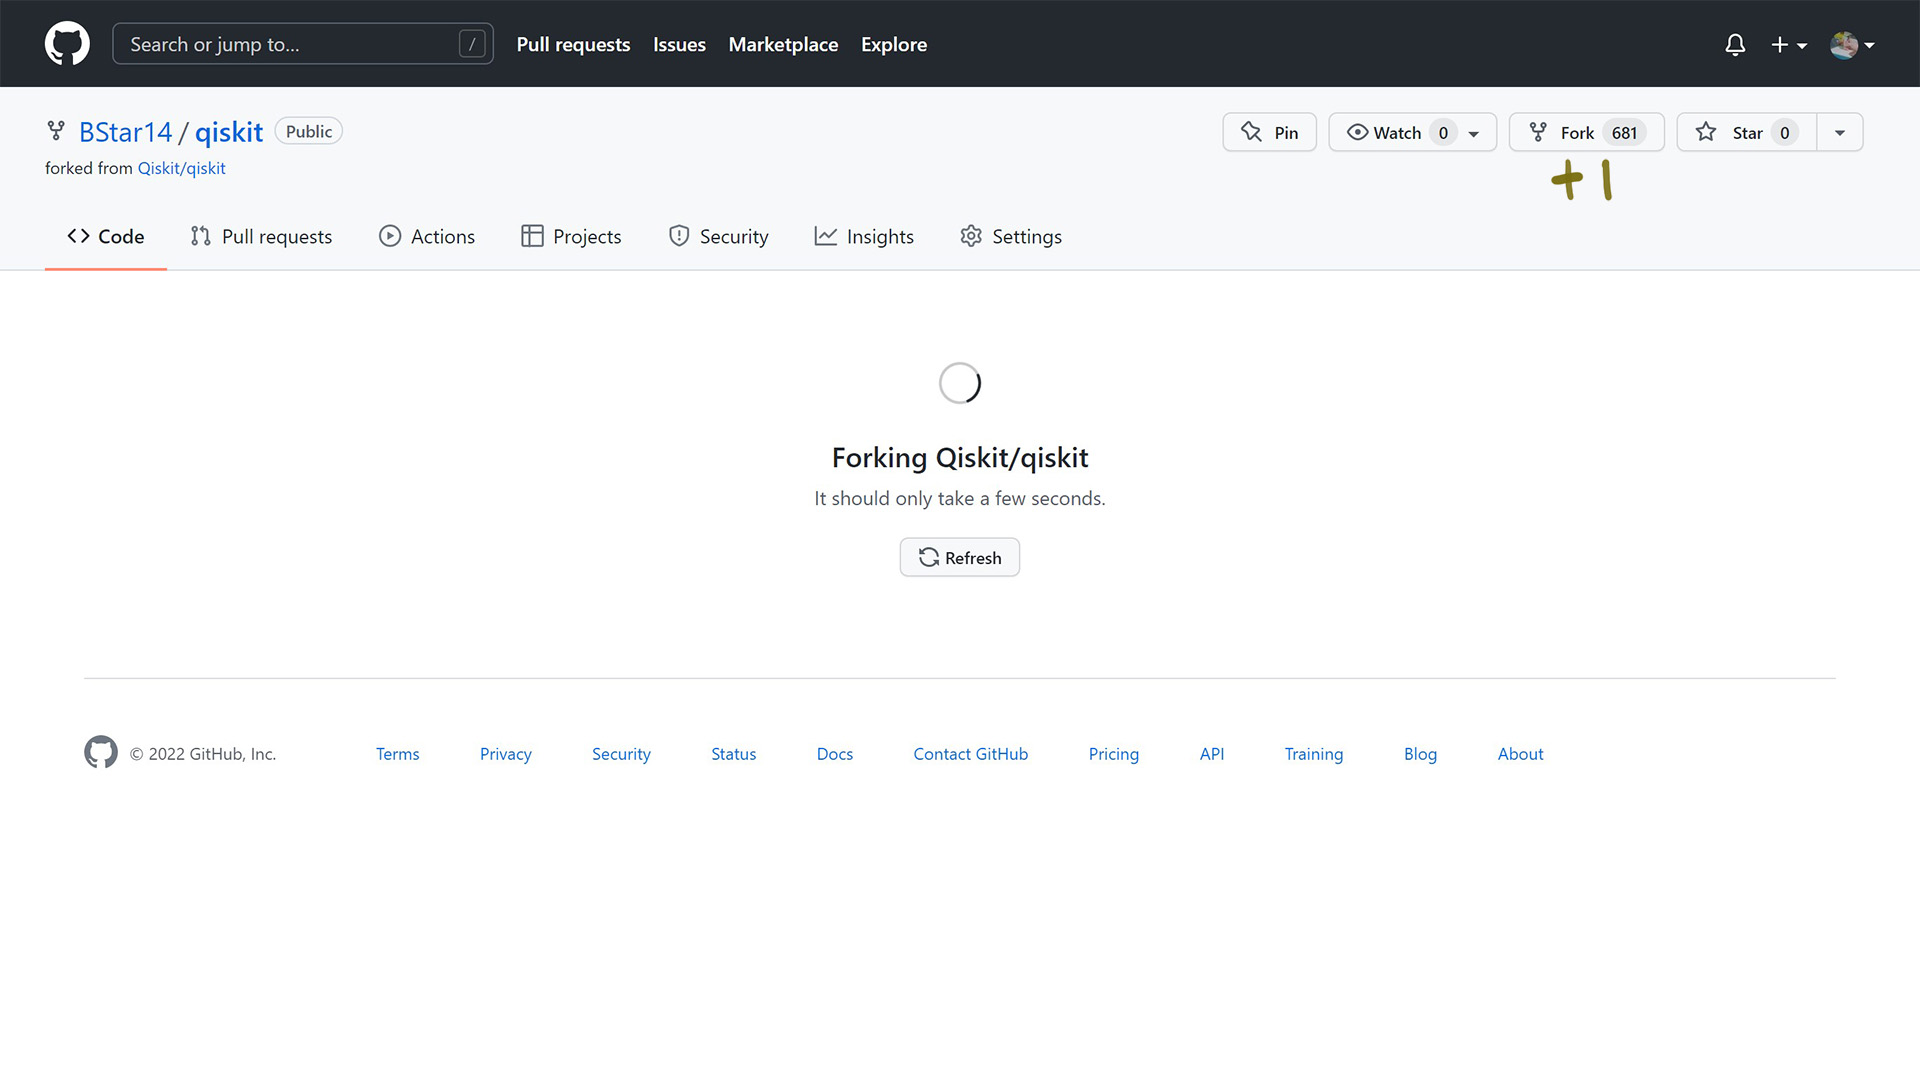 Search or jump to... / Pull requests Issues Marketplace Explore
BStar14 / qiskit Public Pin Watch 0 Fork 681 Star 0
forked from Qiskit/qiskit
+1
Code Pull requests Actions Projects Security Insights Settings
Forking Qiskit/qiskit
It should only take a few seconds.
Refresh
© 2022 GitHub, Inc. Terms Privacy Security Status Docs Contact GitHub Pricing API Training Blog About